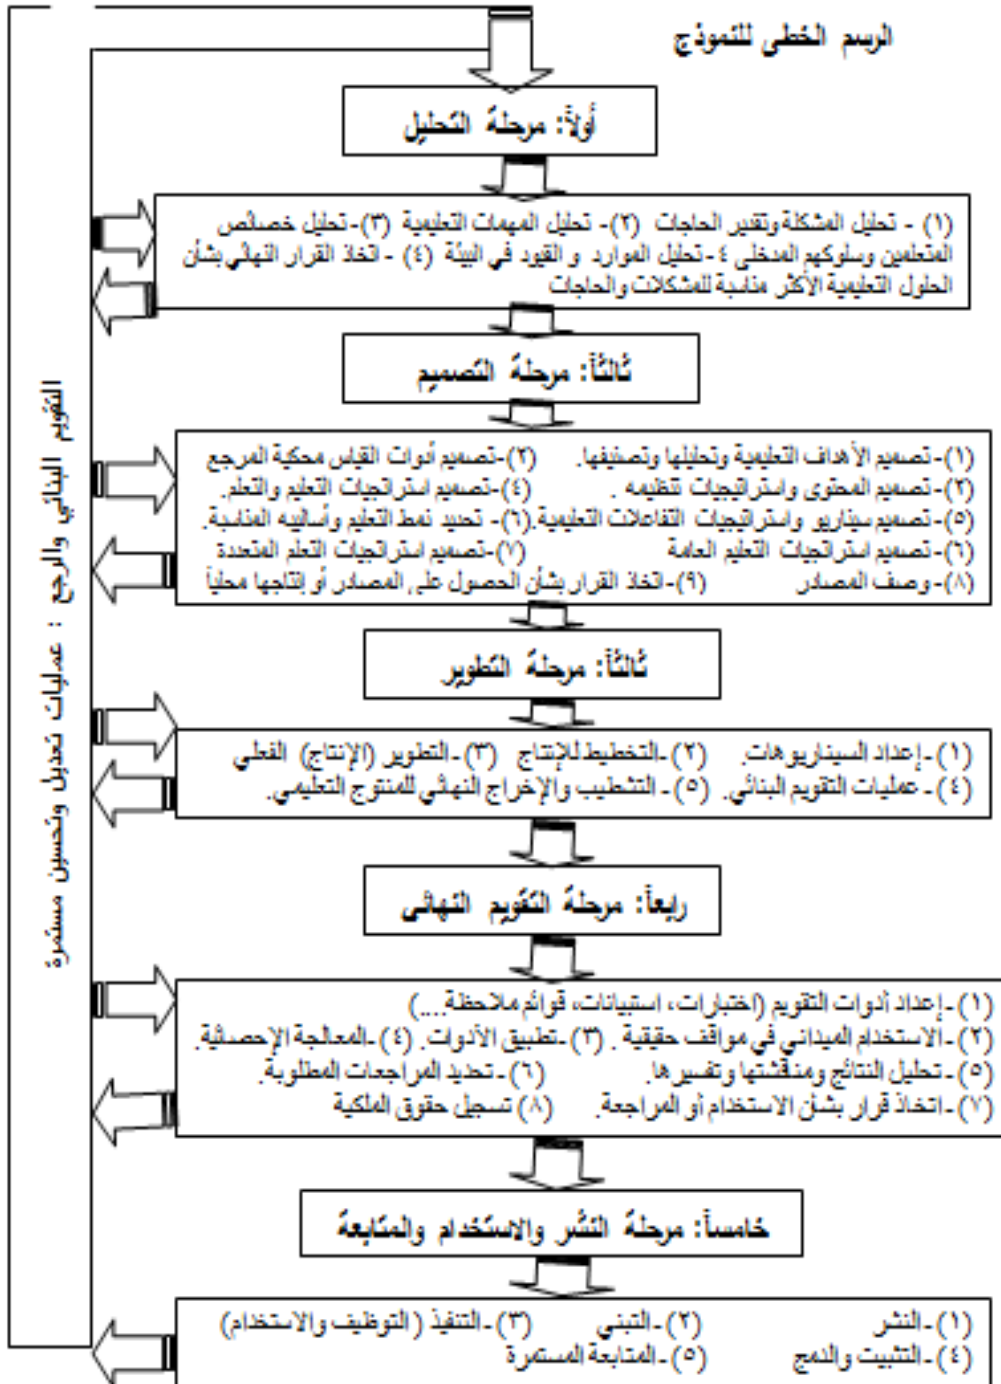 الرسم الخطى للنموذج
أولاً: مرحلة التحليل
(١) - تحليل المشكلة وتقدير الحاجات (٢)- تحليل المهمات التعليمية (٣)- تحليل خصائص
المتعلمين وسلوكهم المدخلى ٤- تحليل الموارد و القيود في البيئة (٤) - اتخاذ القرار النهائي بشأن
الحلول التعليمية الأكثر مناسبة للمشكلات والحاجات
ثالثاً: مرحلة التصميم
(١)- تصميم الأهداف التعليمية وتحليلها وتصنيفها. (٢)-تصميم أدوات القياس محكية المرجع
(٢)- تصميم المحتوى واستراتيجيات تنظيمه . (٤)-تصميم استراتجيات التعليم والتعلم.
(٥)- تصميم سيناريو واستراتيجيات التفاعلات التعليمية.(٦)- تحديد نمط التعليم وأساليبه المناسبة.
(٦)- تصميم استراتجيات التعليم العامة (٧)- تصميم استراتجيات التعلم المتعددة
(٨)- وصف المصادر (٩)- اتخاذ القرار بشأن الحصول على المصادر أو إنتاجها محلياً
ثالثاً: مرحلة التطوير
(١)-إعداد السيناريوهات. (٢)- التخطيط للإنتاج (٣)-التطوير (الإنتاج) الفعلي
(٤)-عمليات التقويم البنائي. (٥)- التشطيب والإخراج النهائي للمنتوج التعليمي.
رابعاً: مرحلة التقويم النهائى
(١)-إعداد أدوات التقويم (اختبارات، استبيانات، قوائم ملاحظة....)
(٢)- الاستخدام الميداني في مواقف حقيقية . (٣)-تطبيق الأدوات. (٤)-المعالجة الإحصائية.
(٥)- تحليل النتائج ومناقشتها وتفسيرها. (٦)- تحديد المراجعات المطلوبة.
(٧)- اتخاذ قرار بشأن الاستخدام أو المراجعة. (٨) تسجيل حقوق الملكية
خامساً: مرحلة النشر والاستخدام والمتابعة
(١)-النشر (٢)-التبني (٣)-التنفيذ (التوظيف والاستخدام)
(٤)-التثبيت والدمج (٥)-المتابعة المستمرة
التقويم البنائي والرجع : عمليات تعديل وتحسين مستمرة